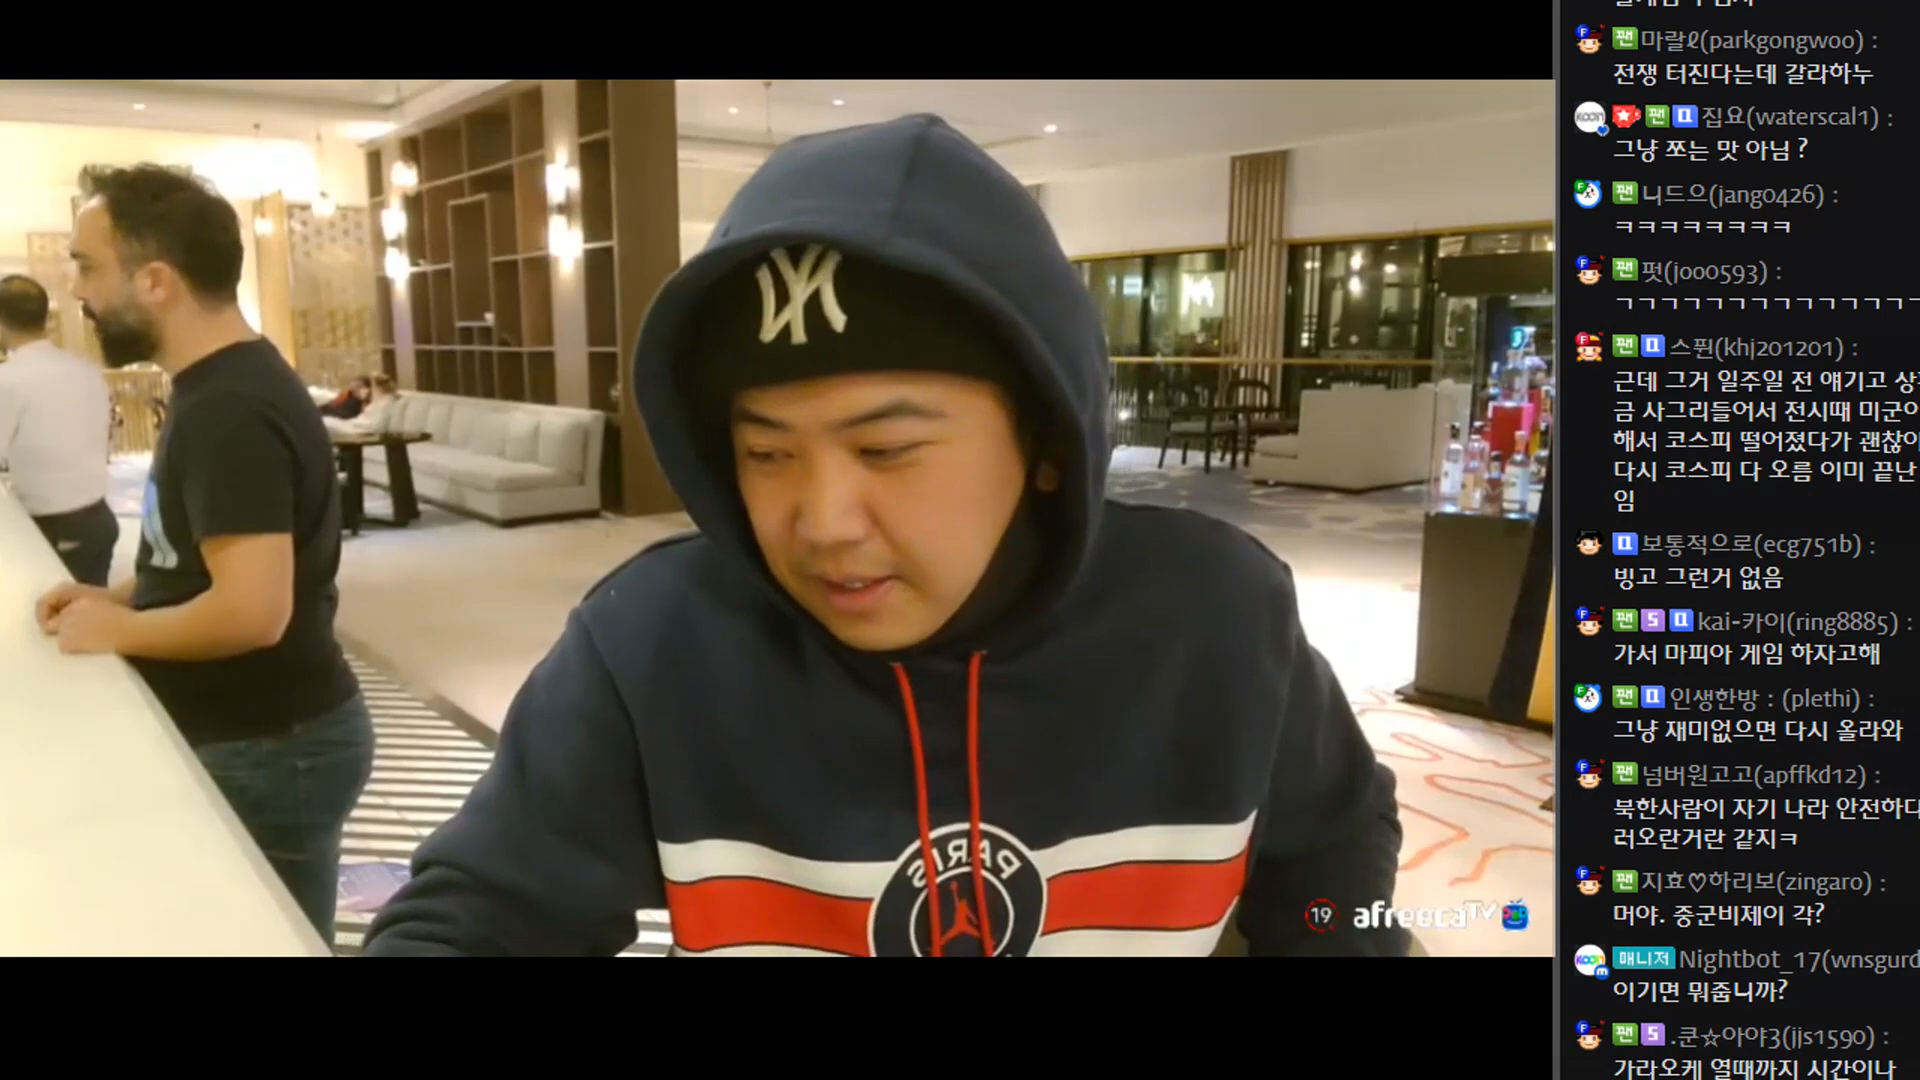 마랄ℓ(parkgongwoo) :
전쟁 터진다는데 갈라하누
집요(waterscal1) :
그냥 쪼는 맛 아님 ?
니드으(jang0426) :
ㅋㅋㅋㅋㅋㅋㅋㅋ
펏(joo0593) :
ㄱㄱㄱㄱㄱㄱㄱㄱㄱㄱㄱㄱㄱㄱ
스퓐(khj201201) :
근데 그거 일주일 전 얘기고
금 사그리들어서 전시때 미군이
해서 코스피 떨어졌다가 괜찮아
다시 코스피 다 오름 이미 끝난
임
보통적으로(ecg751b) :
빙고 그런거 없음
kai-카이(ring8885) :
가서 마피아 게임 하자고해
인생한방 : (plethi) :
그냥 재미없으면 다시 올라와
넘버원고고(apffkd12) :
북한사람이 자기 나라 안전하다
러오란거란 같지ㅋ
지효♡하리보(zingaro) :
머야. 종군비제이 각?
매니저 Nightbot_17(wnsgurd
이기면 뭐줍니까?
.쿤☆아야3(jjs1590) :
가라오케 열때까지 시간이나
NY
PARIS
19 afreecaTV